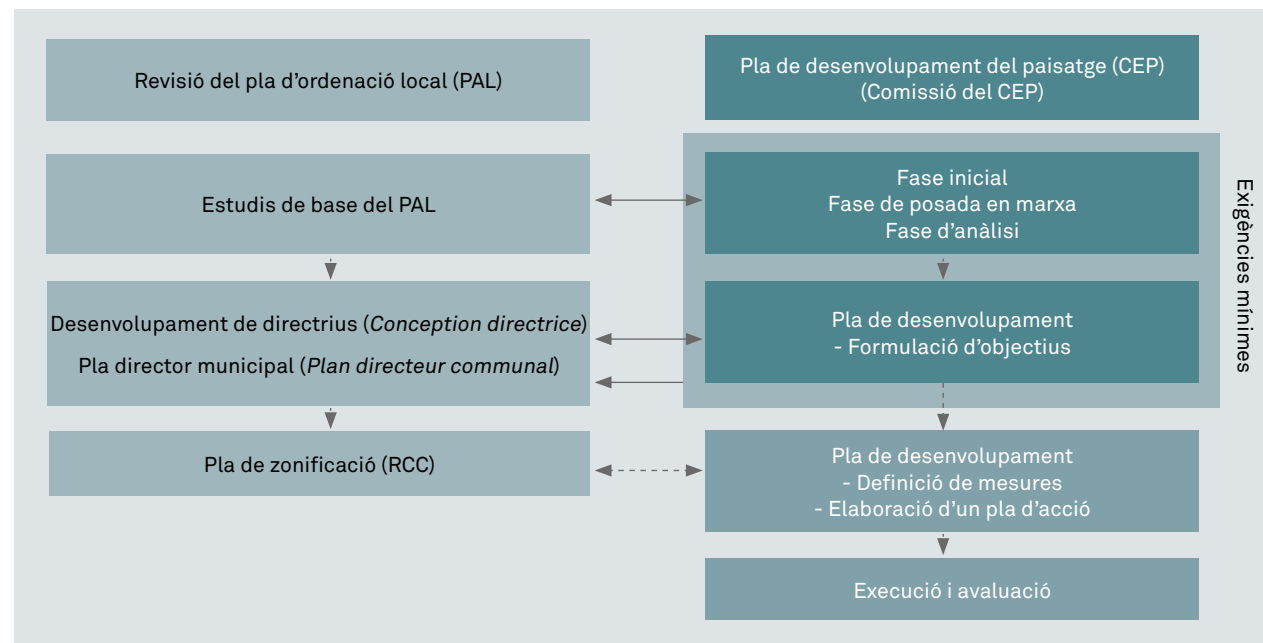 Revisió del pla d'ordenació local (PAL)
Pla de desenvolupament del paisatge (CEP)
(Comissió del CEP)
Estudis de base del PAL
Fase inicial
Fase de posada en marxa
Fase d'anàlisi
Desenvolupament de directrius (Conception directrice)
Pla director municipal (Plan directeur communal)
Pla de desenvolupament
- Formulació d'objectius
Exigències mínimes
Pla de zonificació (RCC)
Pla de desenvolupament
- Definició de mesures
- Elaboració d'un pla d'acció
Execució i avaluació